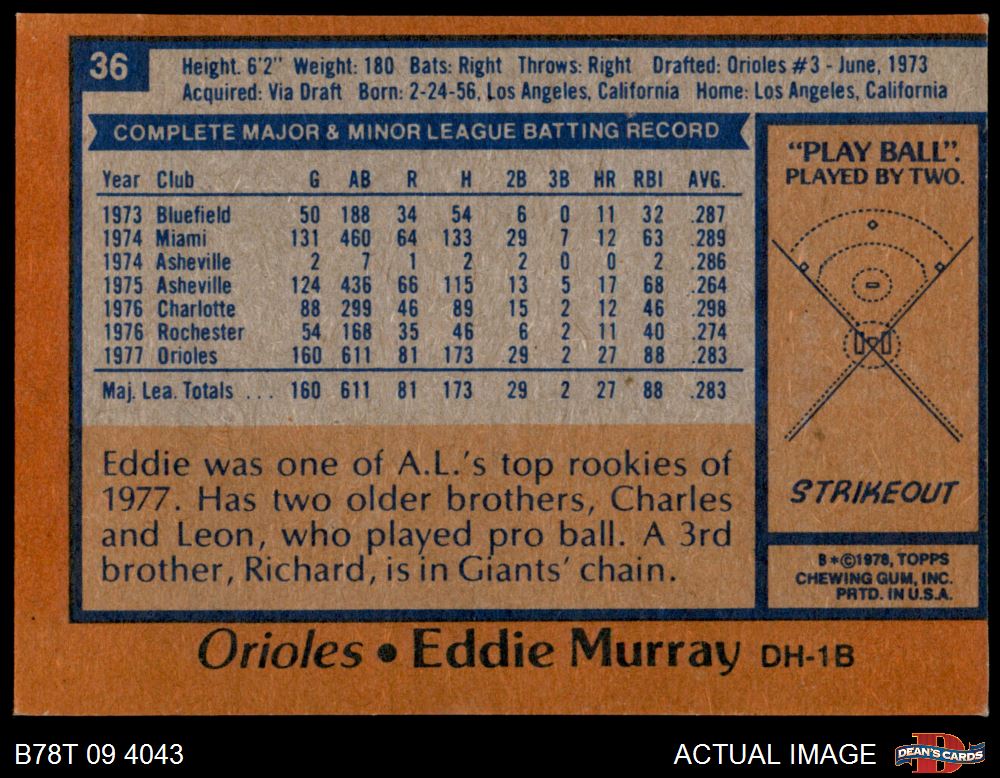 36
Height. 6'2" Weight: 180 Bats: Right Throws: Right Drafted: Orioles #3 - June, 1973
Acquired: Via Draft Born: 2-24-56, Los Angeles, California Home: Los Angeles, California
COMPLETE MAJOR & MINOR LEAGUE BATTING RECORD
Year Club G AB R H 2B 3B HR RBI AVG.
1973 Bluefield 50 188 34 54 6 0 11 32 .287
1974 Miami 131 460 64 133 29 7 12 63 .289
1974 Asheville 2 7 1 2 2 0 0 2 .286
1975 Asheville 124 436 66 115 13 5 17 68 .264
1976 Charlotte 88 299 46 89 15 2 12 46 .298
1976 Rochester 54 168 35 46 6 2 11 40 .274
1977 Orioles 160 611 81 173 29 2 27 88 .283
Maj. Lea. Totals ... 160 611 81 173 29 2 27 88 .283
Eddie was one of A.L.'s top rookies of
1977. Has two older brothers, Charles
and Leon, who played pro ball. A 3rd
brother, Richard, is in Giants' chain.
"PLAY BALL".
PLAYED BY TWO.
STRIKEOUT
B*©1978, TOPPS
CHEWING GUM, INC.
PRTD. IN U.S.A.
Orioles • Eddie Murray DH-1B
B78T 09 4043
ACTUAL IMAGE
DEAN'S CARDS